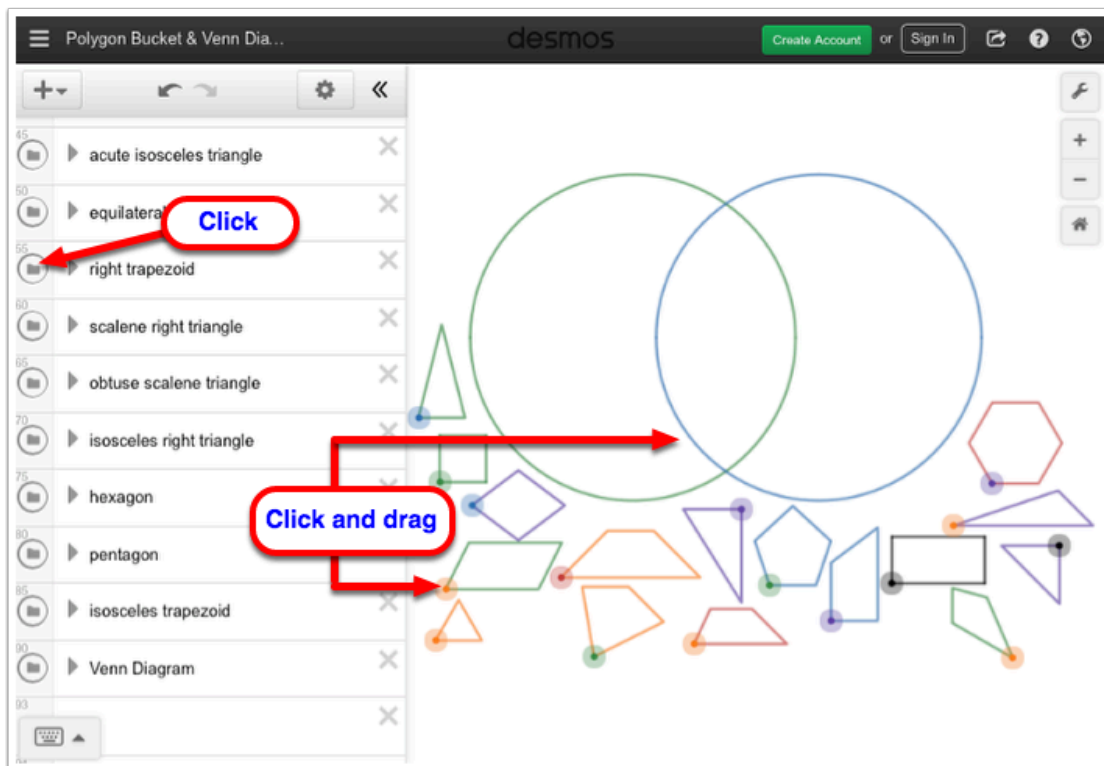 Polygon Bucket & Venn Dia...
desmos
Create Account
or
Sign In
45
acute isosceles triangle
50
equilateral
Click
55
right trapezoid
60
scalene right triangle
65
obtuse scalene triangle
70
isosceles right triangle
75
hexagon
Click and drag
80
pentagon
85
isosceles trapezoid
90
Venn Diagram
93